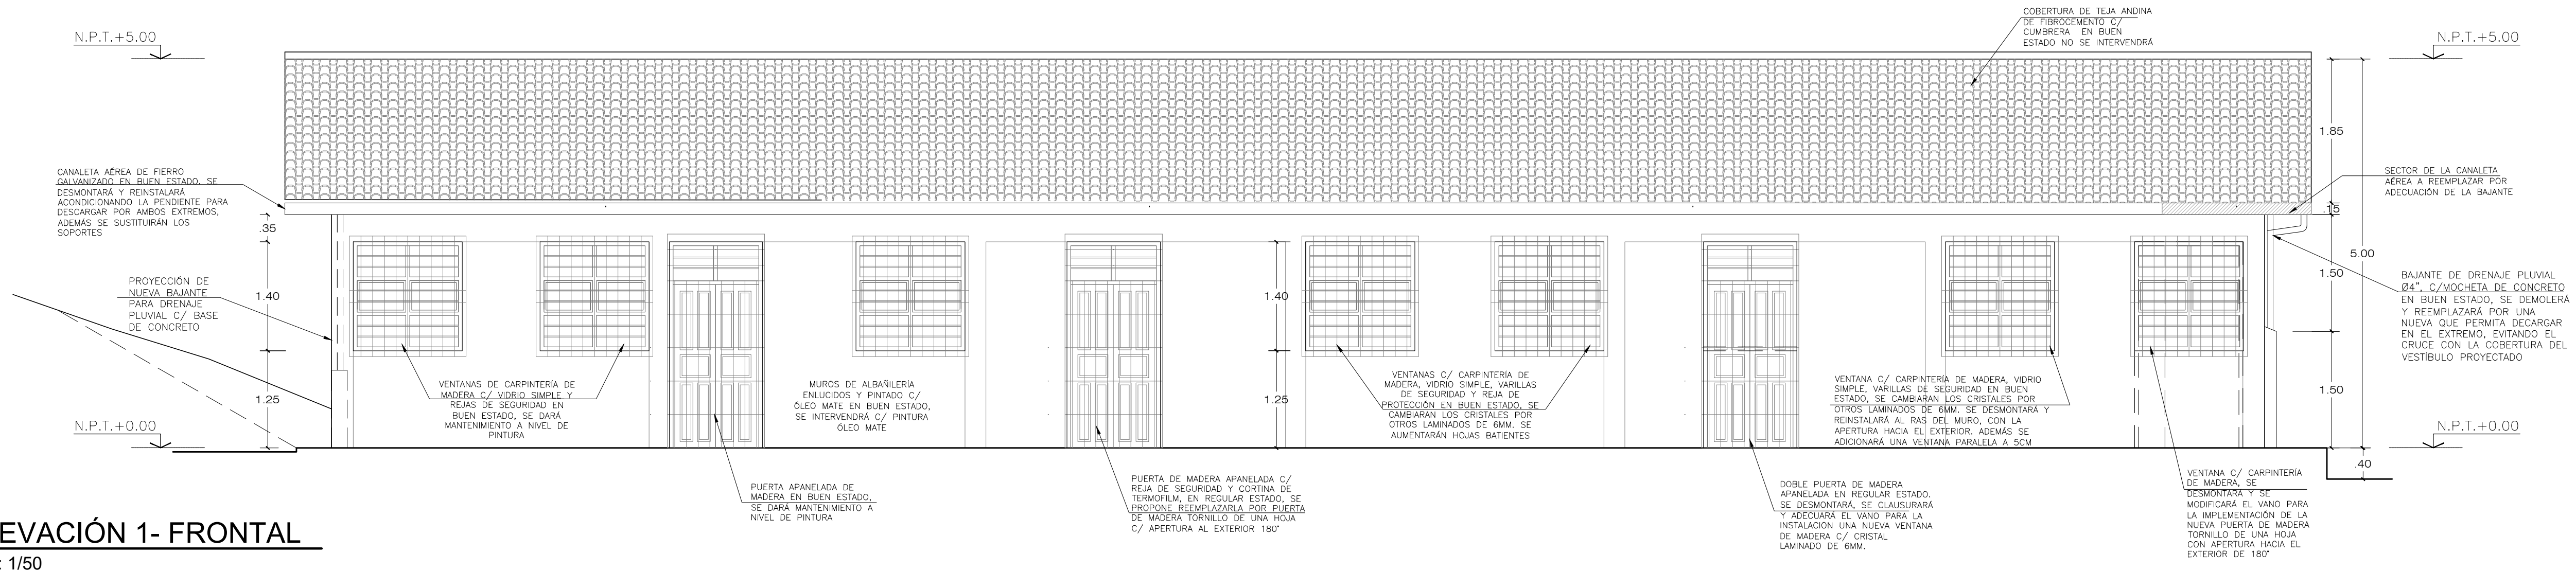 N.P.T.+5.00
COBERTURA DE TEJA ANDINA
DE FIBROCEMENTO C/
CUMBRERA EN BUEN
ESTADO NO SE INTERVENDRÁ
N.P.T.+5.00
CANALETA AÉREA DE FIERRO
GALVANIZADO EN BUEN ESTADO. SE
DESMONTARÁ Y REINSTALARÁ
ACONDICIONANDO LA PENDIENTE PARA
DESCARGAR POR AMBOS EXTREMOS,
ADEMÁS SE SUSTITUIRÁN LOS
SOPORTES
PROYECCIÓN DE
NUEVA BAJANTE
PARA DRENAJE
PLUVIAL C/ BASE
DE CONCRETO
N.P.T.+0.00
.35
1.40
1.25
VENTANAS DE CARPINTERÍA DE
MADERA C/ VIDRIO SIMPLE Y
REJAS DE SEGURIDAD EN
BUEN ESTADO, SE DARÁ
MANTENIMIENTO A NIVEL DE
PINTURA
MUROS DE ALBAÑILERÍA
ENLUCIDOS Y PINTADO C/
ÓLEO MATE EN BUEN ESTADO,
SE INTERVENDRÁ C/ PINTURA
ÓLEO MATE
1.40
1.25
VENTANAS C/ CARPINTERÍA DE
MADERA, VIDRIO SIMPLE, VARILLAS
DE SEGURIDAD Y REJA DE
PROTECCIÓN EN BUEN ESTADO, SE
CAMBIARAN LOS CRISTALES POR
OTROS LAMINADOS DE 6MM. SE
AUMENTARÁN HOJAS BATIENTES
VENTANA C/ CARPINTERÍA DE MADERA, VIDRIO
SIMPLE, VARILLAS DE SEGURIDAD EN BUEN
ESTADO, SE CAMBIARAN LOS CRISTALES POR
OTROS LAMINADOS DE 6MM. SE DESMONTARÁ Y
REINSTALARÁ AL RAS DEL MURO, CON LA
APERTURA HACIA EL EXTERIOR. ADEMÁS SE
ADICIONARÁ UNA VENTANA PARALELA A 5CM
1.85
.15
5.00
1.50
1.50
.40
SECTOR DE LA CANALETA
AÉREA A REEMPLAZAR POR
ADECUACIÓN DE LA BAJANTE
BAJANTE DE DRENAJE PLUVIAL
Ø4", C/MOCHETA DE CONCRETO
EN BUEN ESTADO, SE DEMOLERÁ
Y REEMPLAZARÁ POR UNA
NUEVA QUE PERMITA DECARGAR
EN EL EXTREMO, EVITANDO EL
CRUCE CON LA COBERTURA DEL
VESTÍBULO PROYECTADO
N.P.T.+0.00
PUERTA APANELADA DE
MADERA EN BUEN ESTADO,
SE DARÁ MANTENIMIENTO A
NIVEL DE PINTURA
PUERTA DE MADERA APANELADA C/
REJA DE SEGURIDAD Y CORTINA DE
TERMOFILM, EN REGULAR ESTADO, SE
PROPONE REEMPLAZARLA POR PUERTA
DE MADERA TORNILLO DE UNA HOJA
C/ APERTURA AL EXTERIOR 180°
DOBLE PUERTA DE MADERA
APANELADA EN REGULAR ESTADO.
SE DESMONTARÁ, SE CLAUSURARÁ
Y ADECUARÁ EL VANO PARA LA
INSTALACION UNA NUEVA VENTANA
DE MADERA C/ CRISTAL
LAMINADO DE 6MM.
VENTANA C/ CARPINTERÍA
DE MADERA, SE
DESMONTARÁ Y SE
MODIFICARÁ EL VANO PARA
LA IMPLEMENTACIÓN DE LA
NUEVA PUERTA DE MADERA
TORNILLO DE UNA HOJA
CON APERTURA HACIA EL
EXTERIOR DE 180°
EVACIÓN 1- FRONTAL
: 1/50